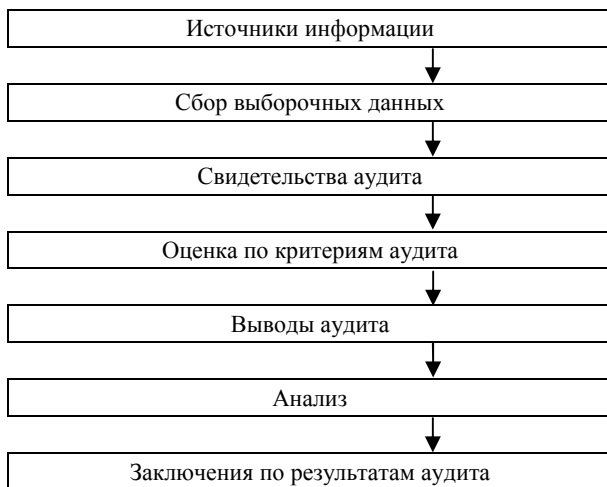 Источники информации
Сбор выборочных данных
Свидетельства аудита
Оценка по критериям аудита
Выводы аудита
Анализ
Заключения по результатам аудита